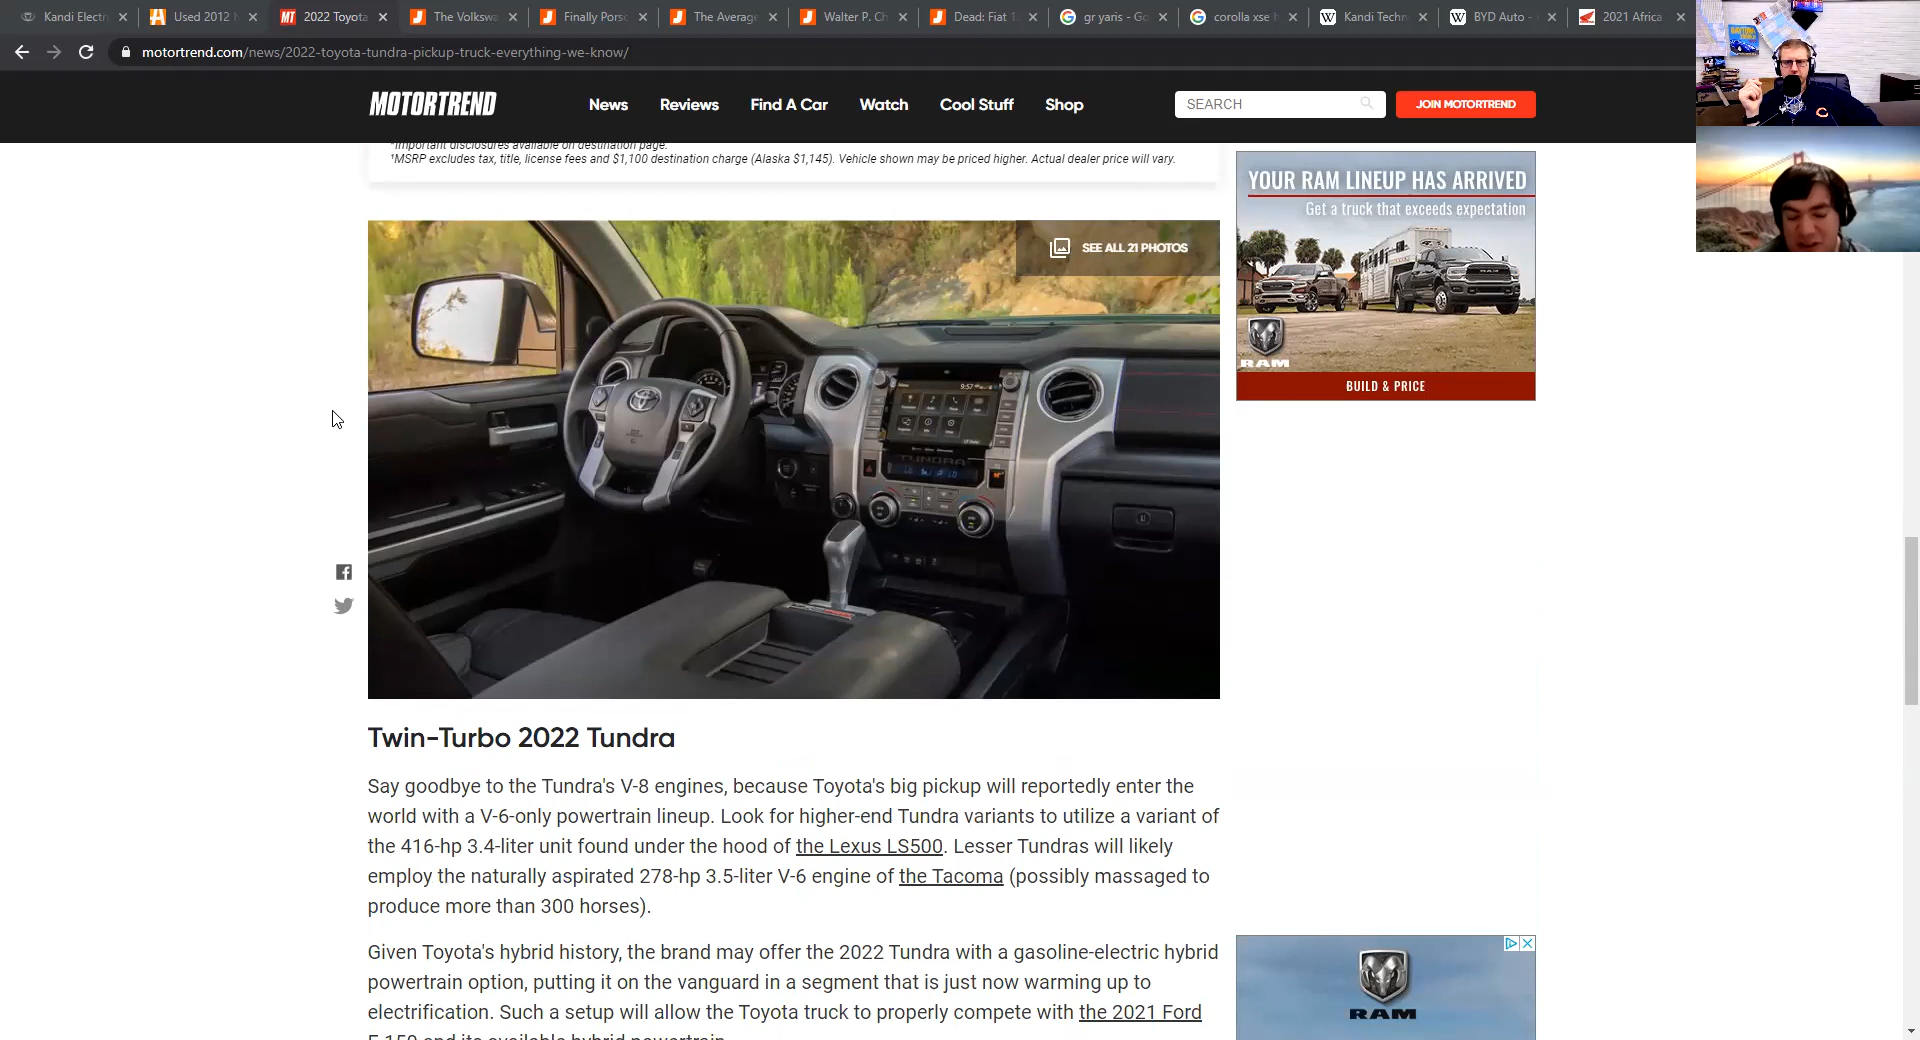 Kandi Electr
Used 2012
MT 2022 Toyota
The Volkswa
Finally Pors
The Average
Walter P. Ch
Dead: Fiat 1
gr yaris - Go
corolla xse h
Kandi Techn
BYD Auto -
2021 Africa
motortrend.com/news/2022-toyota-tundra-pickup-truck-everything-we-know/
MOTORTREND
News Reviews Find A Car Watch Cool Stuff Shop
SEARCH
JOIN MOTORTREND
*Important disclosures available on destination page.
¹MSRP excludes tax, title, license fees and $1,100 destination charge (Alaska $1,145). Vehicle shown may be priced higher. Actual dealer price will vary.
SEE ALL 21 PHOTOS
9:57
TUNDRA
YOUR RAM LINEUP HAS ARRIVED
Get a truck that exceeds expectation
RAM
BUILD & PRICE
Twin-Turbo 2022 Tundra
Say goodbye to the Tundra's V-8 engines, because Toyota's big pickup will reportedly enter the
world with a V-6-only powertrain lineup. Look for higher-end Tundra variants to utilize a variant of
the 416-hp 3.4-liter unit found under the hood of the Lexus LS500. Lesser Tundras will likely
employ the naturally aspirated 278-hp 3.5-liter V-6 engine of the Tacoma (possibly massaged to
produce more than 300 horses).
Given Toyota's hybrid history, the brand may offer the 2022 Tundra with a gasoline-electric hybrid
powertrain option, putting it on the vanguard in a segment that is just now warming up to
electrification. Such a setup will allow the Toyota truck to properly compete with the 2021 Ford
F-150 and its available hybrid powertrain.
RAM